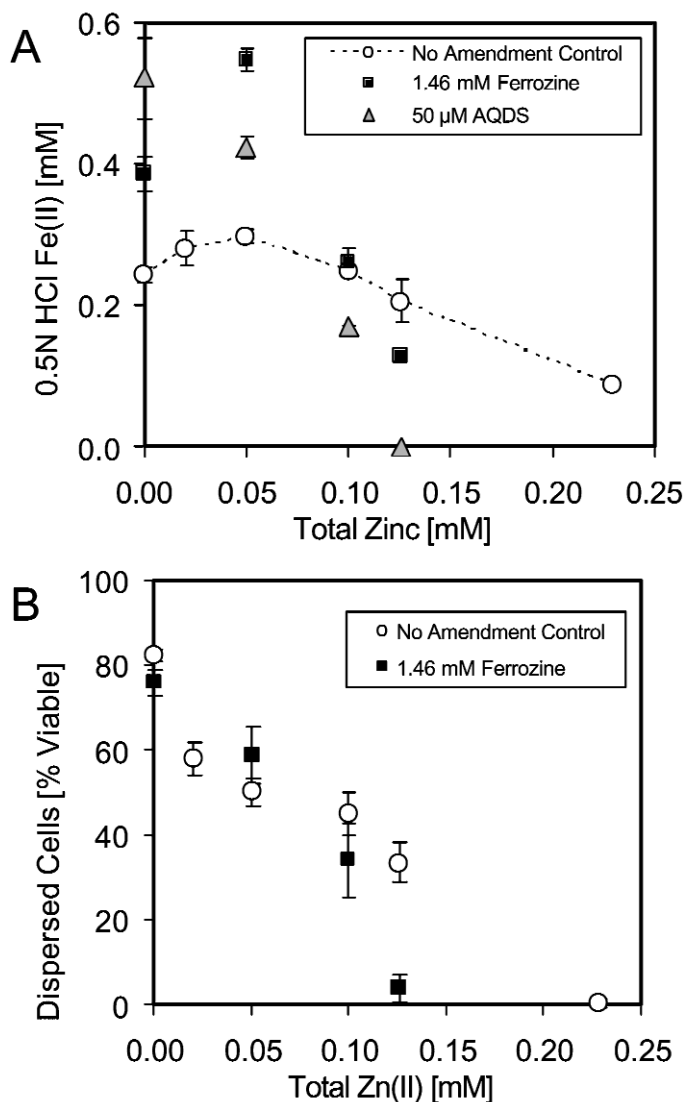 A
0.5N HCl Fe(II) [mM]
0.6
0.4
0.2
0.0
No Amendment Control
1.46 mM Ferrozine
50 µM AQDS
0.00 0.05 0.10 0.15 0.20 0.25
Total Zinc [mM]
B
Dispersed Cells [% Viable]
100
80
60
40
20
0
No Amendment Control
1.46 mM Ferrozine
0.00 0.05 0.10 0.15 0.20 0.25
Total Zn(II) [mM]